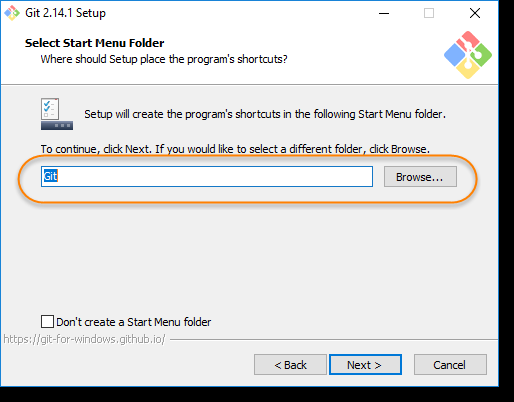 Git 2.14.1 Setup
Select Start Menu Folder
Where should Setup place the program's shortcuts?
Setup will create the program's shortcuts in the following Start Menu folder.
To continue, click Next. If you would like to select a different folder, click Browse.
Git
Browse...
Don't create a Start Menu folder
https://git-for-windows.github.io/
< Back
Next >
Cancel